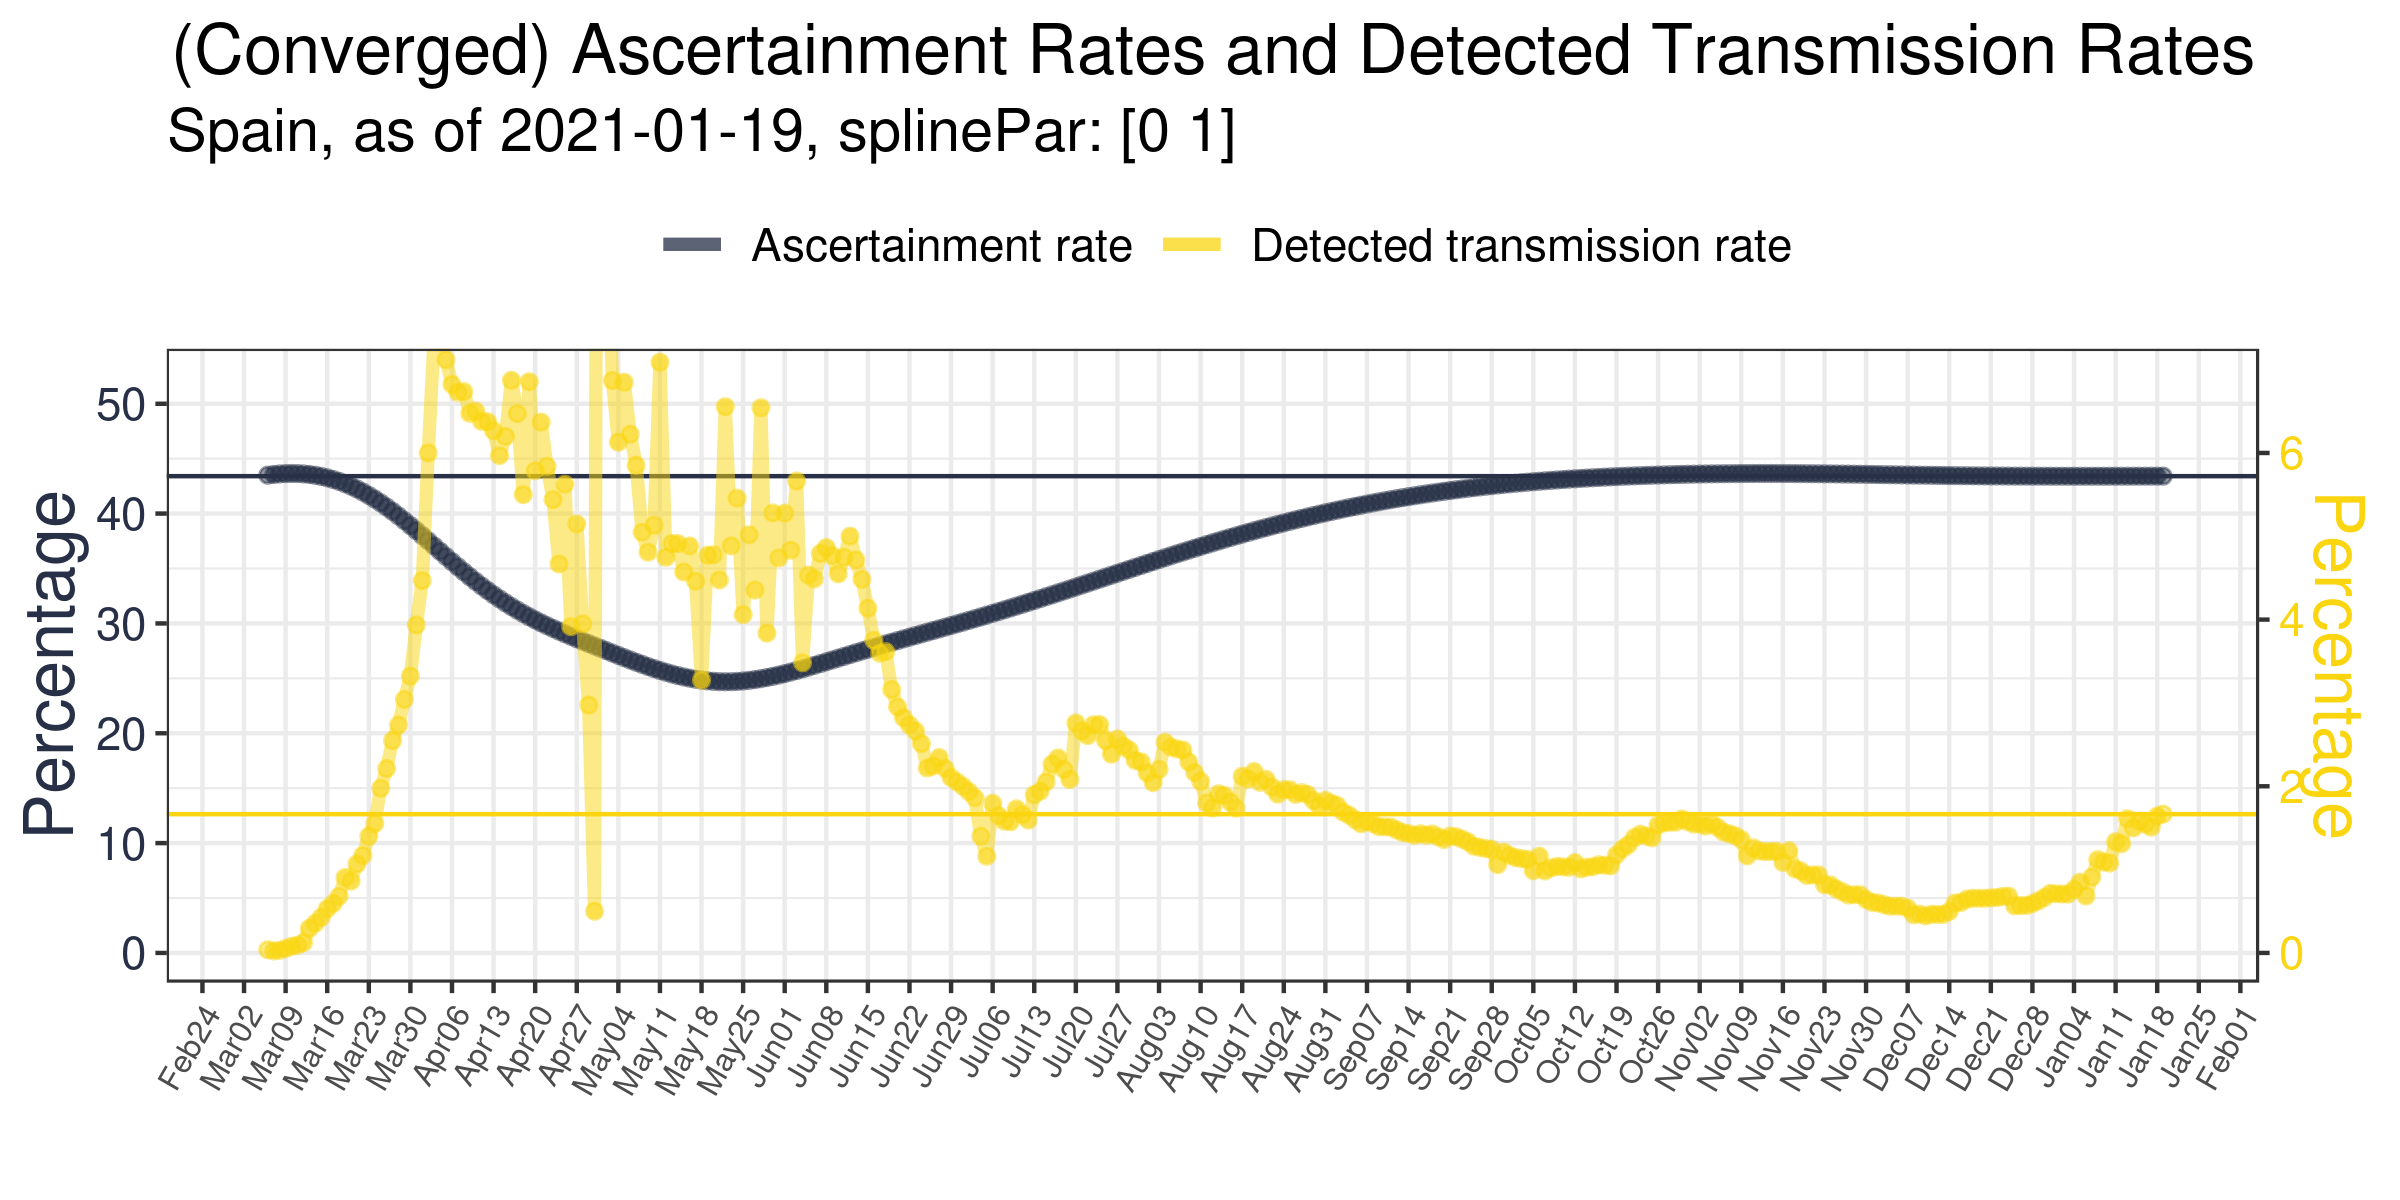 (Converged) Ascertainment Rates and Detected Transmission Rates
Spain, as of 2021-01-19, splinePar: [0 1]
Ascertainment rate
Detected transmission rate
Percentage
50
40
30
20
10
0
6
4
2
0
Percentage
Feb24
Mar02
Mar09
Mar16
Mar23
Mar30
Apr06
Apr13
Apr20
Apr27
May04
May11
May18
May25
Jun01
Jun08
Jun15
Jun22
Jun29
Jul06
Jul13
Jul20
Jul27
Aug03
Aug10
Aug17
Aug24
Aug31
Sep07
Sep14
Sep21
Sep28
Oct05
Oct12
Oct19
Oct26
Nov02
Nov09
Nov16
Nov23
Nov30
Dec07
Dec14
Dec21
Dec28
Jan04
Jan11
Jan18
Jan25
Feb01